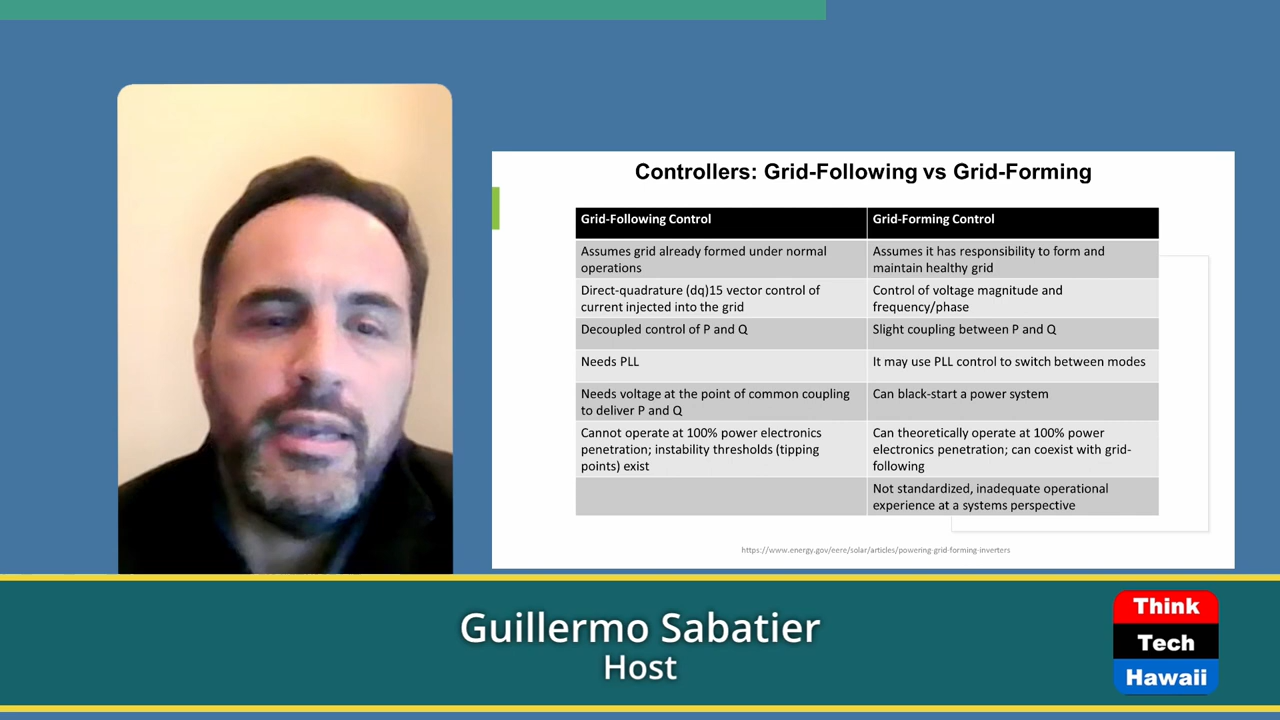 Controllers: Grid-Following vs Grid-Forming
Grid-Following Control
Grid-Forming Control
Assumes grid already formed under normal
operations
Assumes it has responsibility to form and
maintain healthy grid
Direct-quadrature (dq)15 vector control of
current injected into the grid
Control of voltage magnitude and
frequency/phase
Decoupled control of P and Q
Slight coupling between P and Q
Needs PLL
It may use PLL control to switch between modes
Needs voltage at the point of common coupling
to deliver P and Q
Can black-start a power system
Cannot operate at 100% power electronics
penetration; instability thresholds (tipping
points) exist
Can theoretically operate at 100% power
electronics penetration; can coexist with grid-
following
Not standardized, inadequate operational
experience at a systems perspective
https://www.energy.gov/eere/solar/articles/powering-grid-forming-inverters
Guillermo Sabatier
Host
Think
Tech
Hawaii